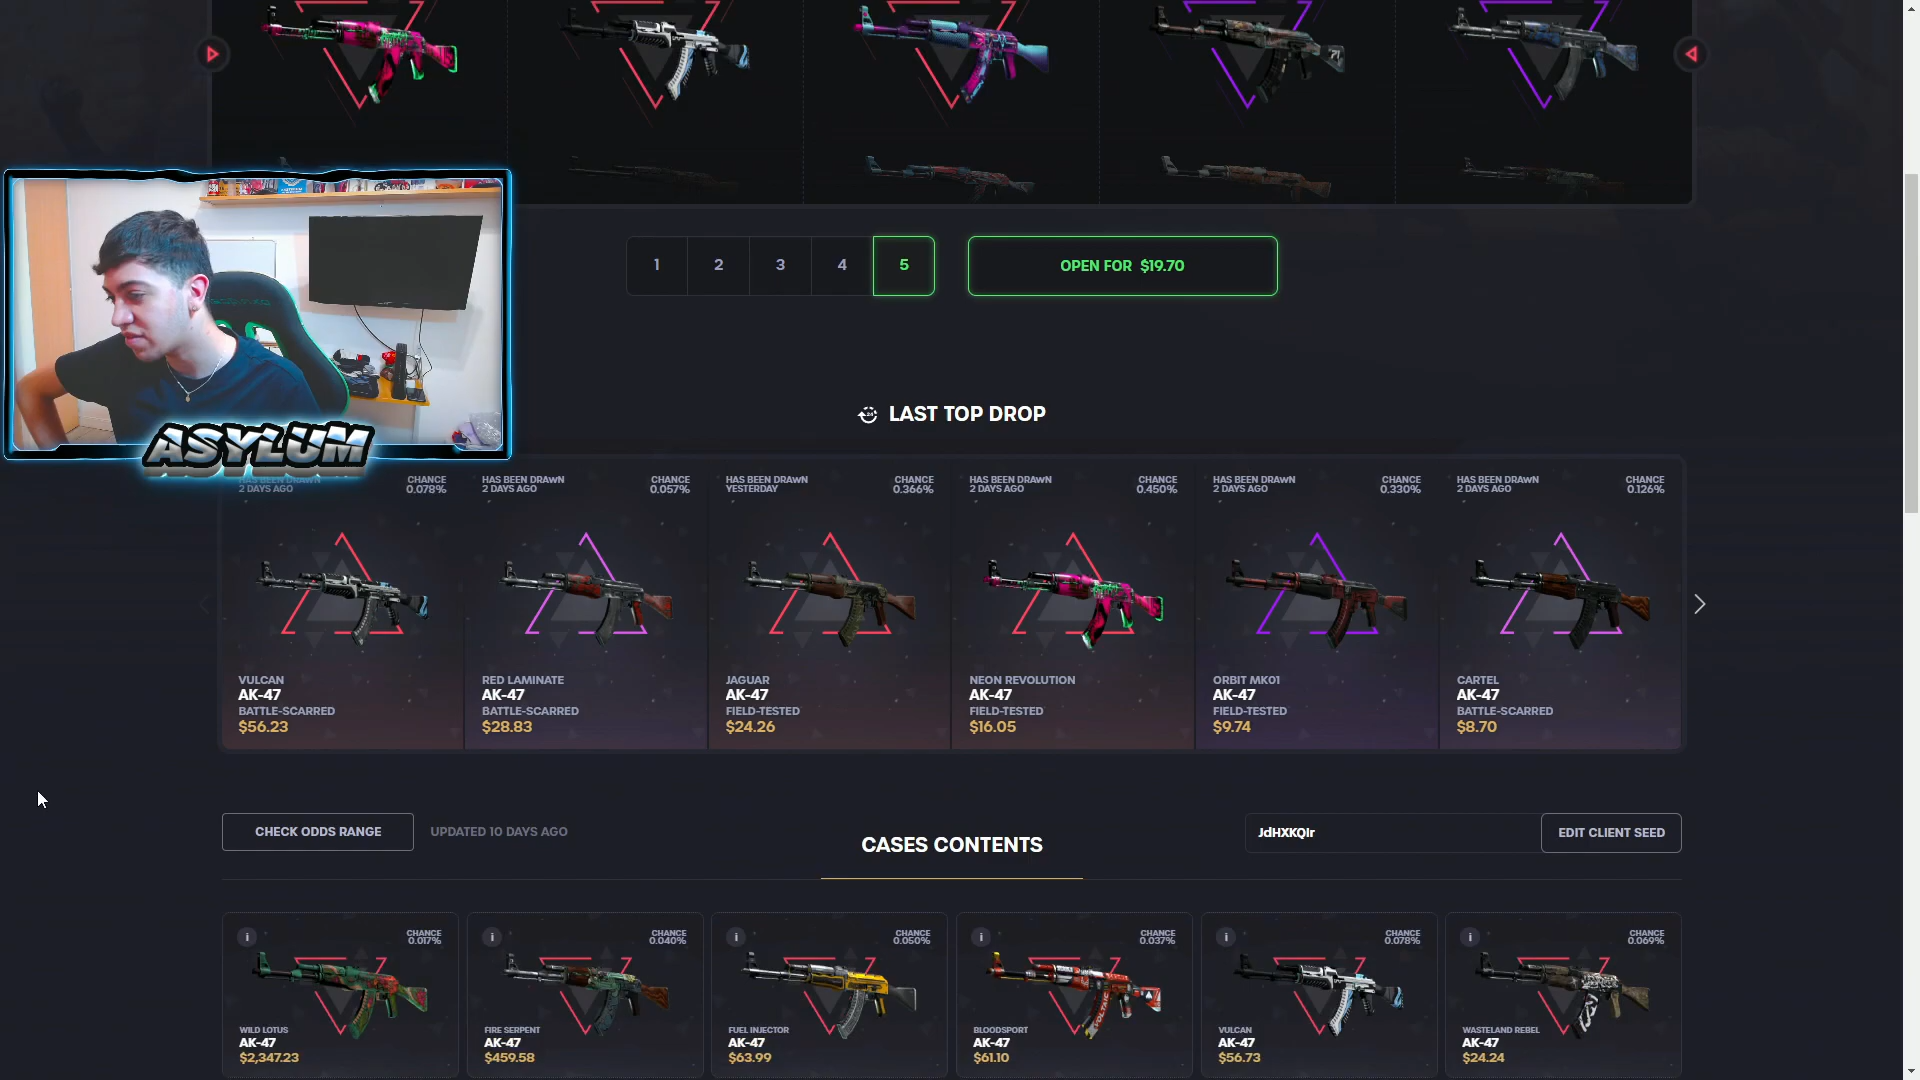 1 2 3 4 5
OPEN FOR $19.70
ASYLUM
LAST TOP DROP
HAS BEEN DRAWN
2 DAYS AGO
CHANCE
0.078%
VULCAN
AK-47
BATTLE-SCARRED
$56.23
HAS BEEN DRAWN
2 DAYS AGO
CHANCE
0.057%
RED LAMINATE
AK-47
BATTLE-SCARRED
$28.83
HAS BEEN DRAWN
YESTERDAY
CHANCE
0.366%
JAGUAR
AK-47
FIELD-TESTED
$24.26
HAS BEEN DRAWN
2 DAYS AGO
CHANCE
0.450%
NEON REVOLUTION
AK-47
FIELD-TESTED
$16.05
HAS BEEN DRAWN
2 DAYS AGO
CHANCE
0.330%
ORBIT MK01
AK-47
FIELD-TESTED
$9.74
HAS BEEN DRAWN
2 DAYS AGO
CHANCE
0.126%
CARTEL
AK-47
BATTLE-SCARRED
$8.70
CHECK ODDS RANGE
UPDATED 10 DAYS AGO
CASES CONTENTS
EDIT CLIENT SEED
i
CHANCE
0.017%
WILD LOTUS
AK-47
$2,347.23
i
CHANCE
0.040%
FIRE SERPENT
AK-47
$459.58
i
CHANCE
0.050%
FUEL INJECTOR
AK-47
$63.99
i
CHANCE
0.037%
BLOODSPORT
AK-47
$61.10
i
CHANCE
0.078%
VULCAN
AK-47
$56.73
i
CHANCE
0.069%
WASTELAND REBEL
AK-47
$24.24